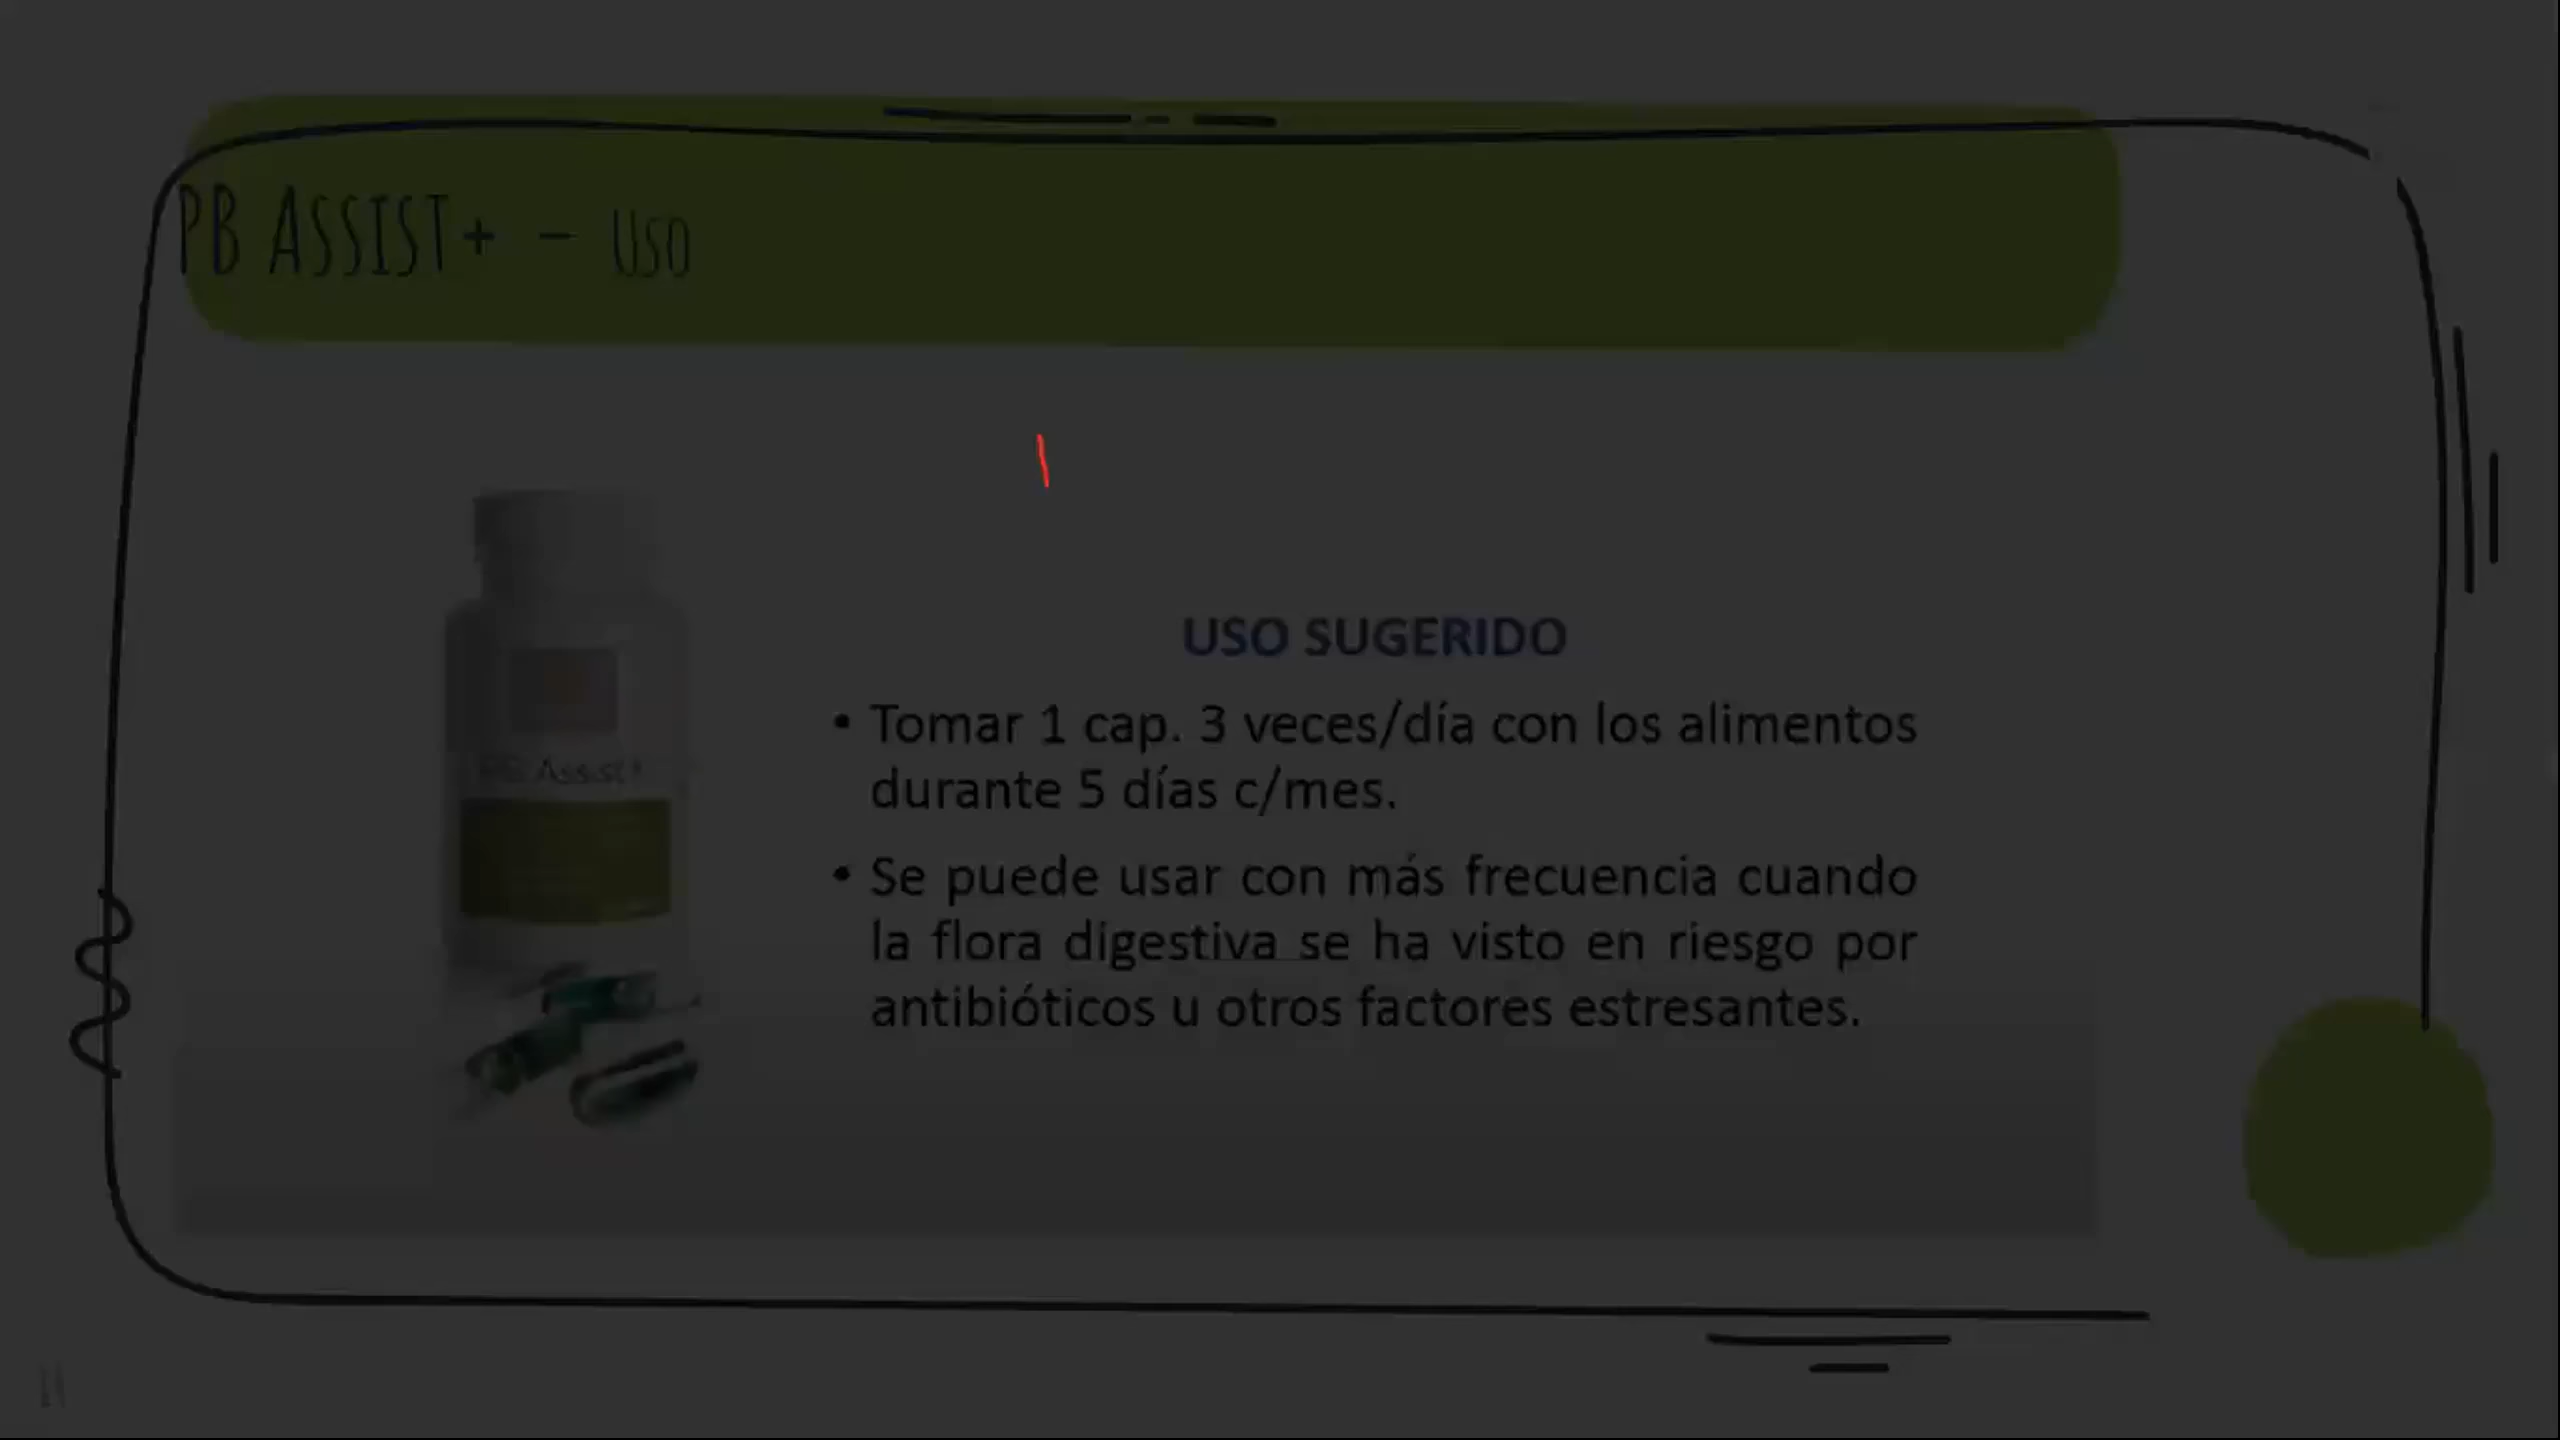 PB Assist+ – Uso
PB Assist+
USO SUGERIDO
• Tomar 1 cap. 3 veces/día con los alimentos
durante 5 días c/mes.
• Se puede usar con más frecuencia cuando
la flora digestiva se ha visto en riesgo por
antibióticos u otros factores estresantes.